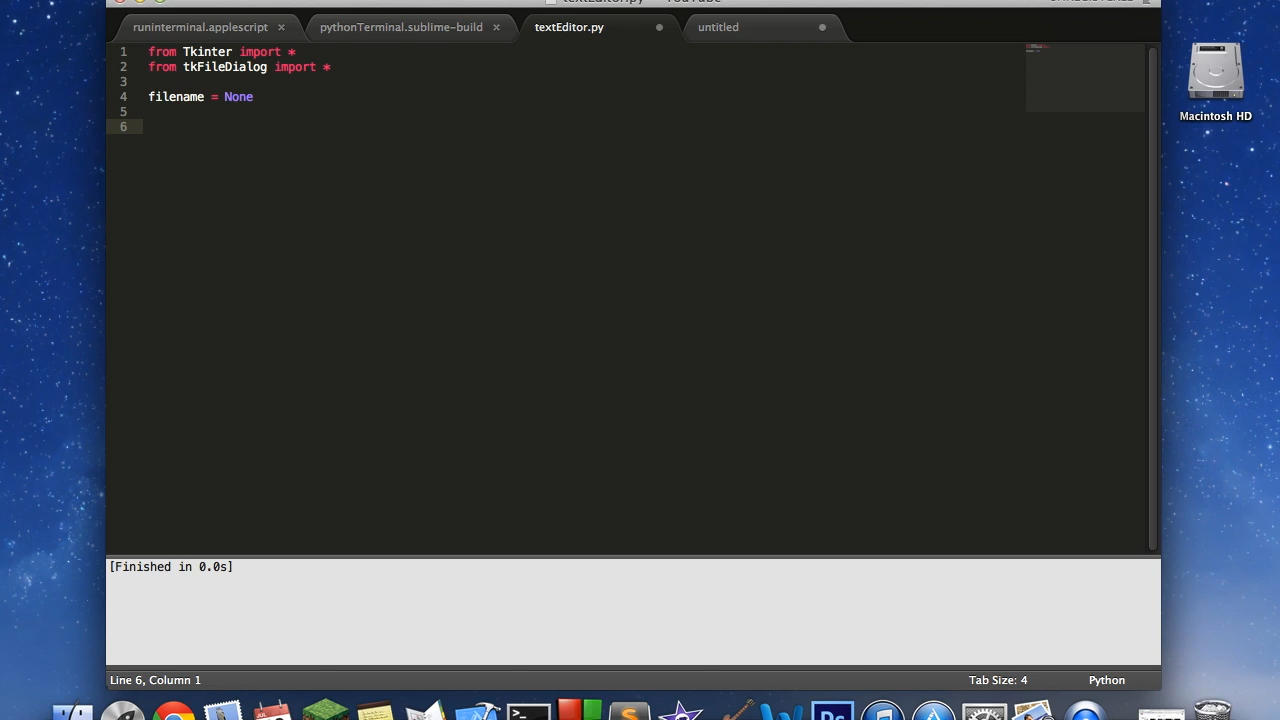 runinterminal.applescript ×
pythonTerminal.sublime-build ×
textEditor.py
untitled
1 from Tkinter import *
2 from tkFileDialog import *
3
4 filename = None
5
6
Macintosh HD
[Finished in 0.0s]
Line 6, Column 1
Tab Size: 4
Python